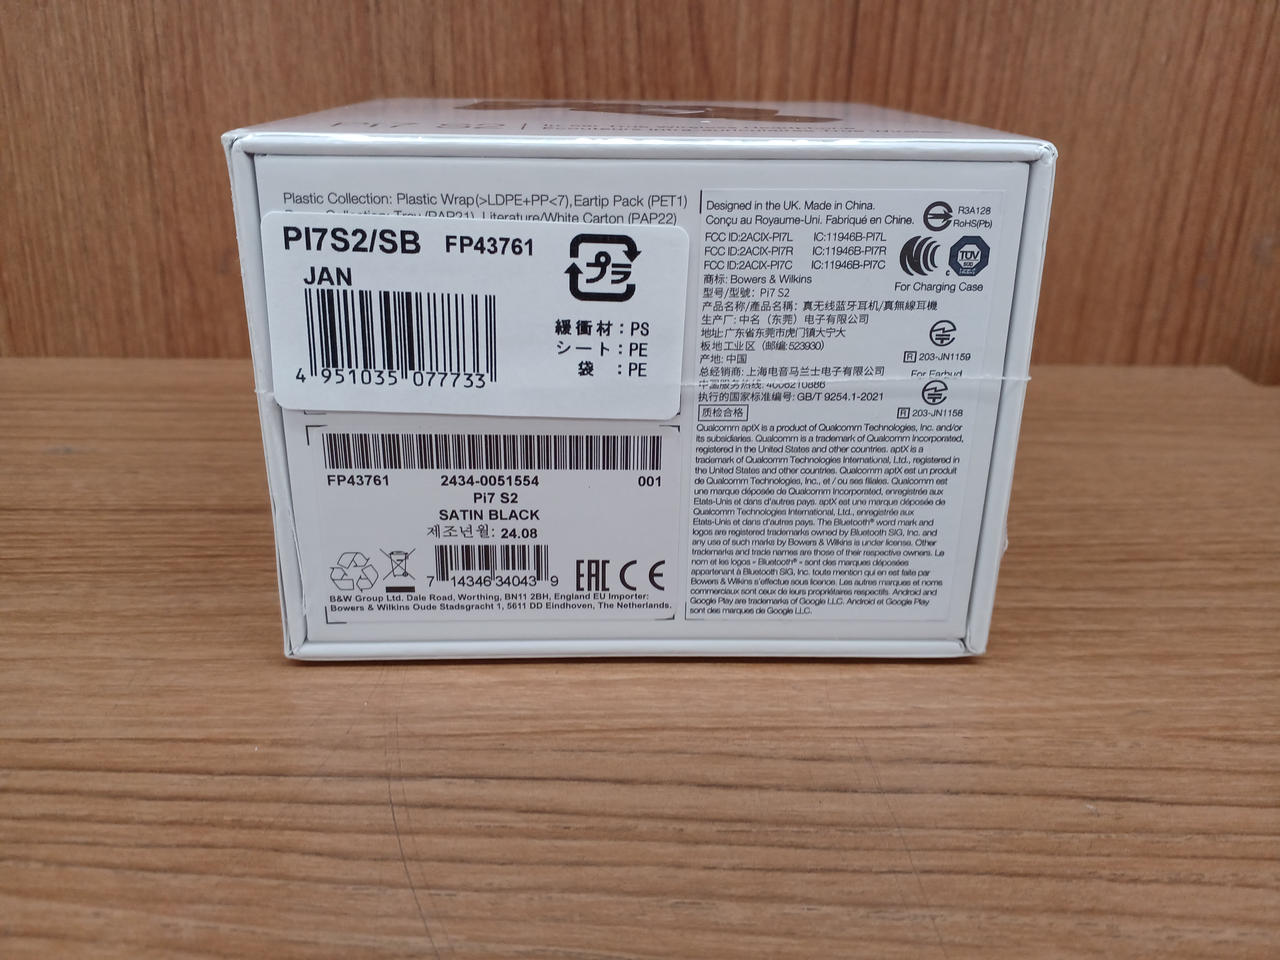 Pi7 S2
Plastic Collection: Plastic Wrap(>LDPE+PP<7), Eartip Pack (PET1)
Literature/White Carton (PAP22)
PI7S2/SB FP43761
JAN
4 951035 077733
プラ
緩衝材:PS
シート:PE
袋 :PE
FP43761 2434-0051554 001
Pi7 S2
SATIN BLACK
제조년월: 24.08
7 14346 34043 9
EAC CE
B&W Group Ltd. Dale Road, Worthing, BN11 2BH, England EU Importer:
Bowers & Wilkins Oude Stadsgracht 1, 5611 DD Eindhoven, The Netherlands.
Designed in the UK. Made in China.
Conçu au Royaume-Uni. Fabriqué en Chine.
R3A128
RoHS(Pb)
FCC ID:2ACIX-PI7L IC:11946B-PI7L
FCC ID:2ACIX-PI7R IC:11946B-PI7R
FCC ID:2ACIX-PI7C IC:11946B-PI7C
TÜV
For Charging Case
商标: Bowers & Wilkins
型号/型號: Pi7 S2
产品名称/產品名稱: 真无线蓝牙耳机/真無線耳機
生产厂: 中名（东莞）电子有限公司
地址:广东省东莞市虎门镇大宁大
板地工业区（邮编:523930)
产地: 中国
总经销商: 上海电音马兰士电子有限公司
中国服务热线: 4006210886
执行的国家标准编号: GB/T 9254.1-2021
质检合格
R 203-JN1159
For Earbud
R 203-JN1158
Qualcomm aptX is a product of Qualcomm Technologies, Inc. and/or
its subsidiaries. Qualcomm is a trademark of Qualcomm Incorporated,
registered in the United States and other countries. aptX is a
trademark of Qualcomm Technologies International, Ltd., registered in
the United States and other countries. Qualcomm aptX est un produit
de Qualcomm Technologies, Inc., et / ou ses filiales. Qualcomm est
une marque déposée de Qualcomm Incorporated, enregistrée aux
Etats-Unis et dans d'autres pays. aptX est une marque déposée de
Qualcomm Technologies International, Ltd., enregistrée aux
Etats-Unis et dans d'autres pays. The Bluetooth® word mark and
logos are registered trademarks owned by Bluetooth SIG, Inc. and
any use of such marks by Bowers & Wilkins is under license. Other
trademarks and trade names are those of their respective owners. Le
nom et les logos - Bluetooth® - sont des marques déposées
appartenant à Bluetooth SIG, Inc. toute mention qui en est faite par
Bowers & Wilkins s'effectue sous licence. Les autres marques et noms
commerciaux sont ceux de leurs propriétaires respectifs. Android and
Google Play are trademarks of Google LLC. Android et Google Play
sont des marques de Google LLC.